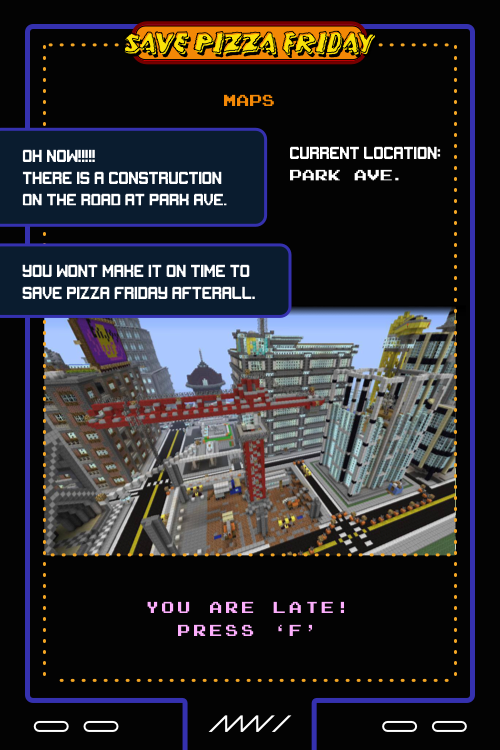 SAVE PIZZA FRIDAY
MAPS
OH NOW!!!!!
THERE IS A CONSTRUCTION
ON THE ROAD AT PARK AVE.
CURRENT LOCATION:
PARK AVE.
YOU WONT MAKE IT ON TIME TO
SAVE PIZZA FRIDAY AFTERALL.
YOU ARE LATE!
PRESS ‘F’